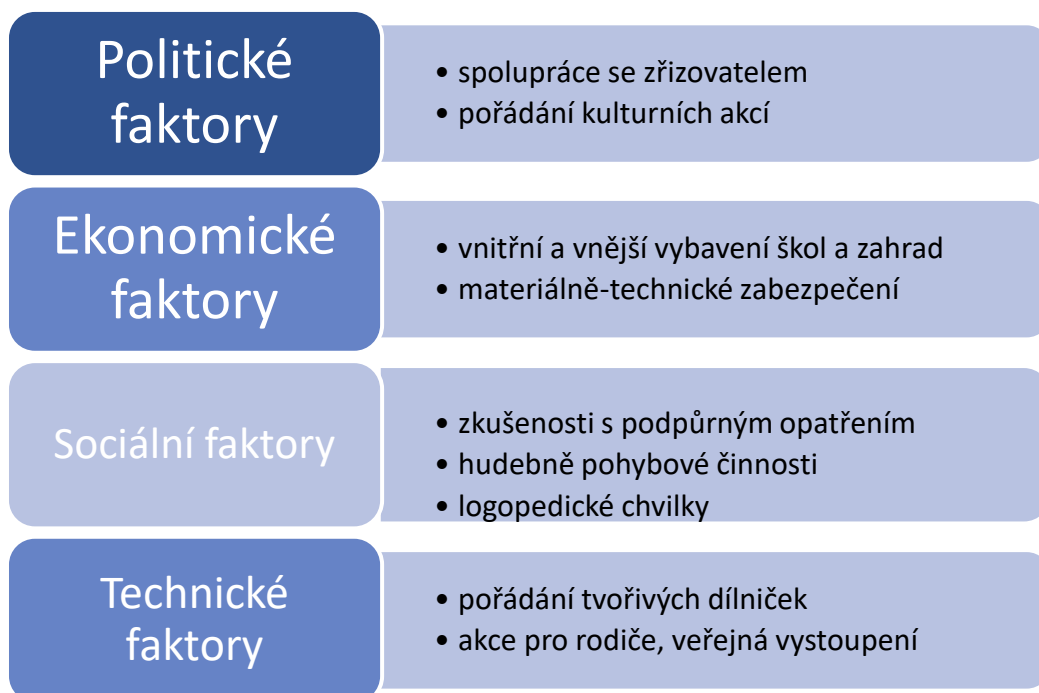 Politické
faktory
• spolupráce se zřizovatelem
• pořádání kulturních akcí
Ekonomické
faktory
• vnitřní a vnější vybavení škol a zahrad
• materiálně-technické zabezpečení
Sociální faktory
• zkušenosti s podpůrným opatřením
• hudebně pohybové činnosti
• logopedické chvilky
Technické
faktory
• pořádání tvořivých dílniček
• akce pro rodiče, veřejná vystoupení